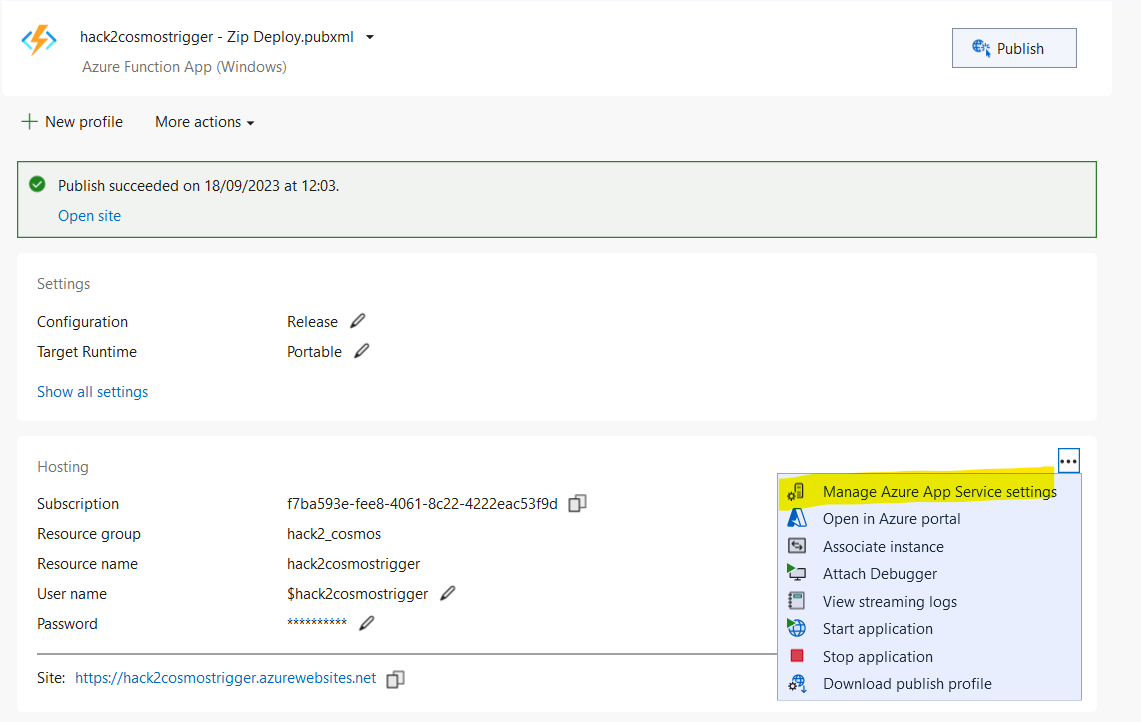 hack2cosmostrigger - Zip Deploy.pubxml
Azure Function App (Windows)
Publish
New profile
More actions
Publish succeeded on 18/09/2023 at 12:03.
Open site
Settings
Configuration
Release
Target Runtime
Portable
Show all settings
Hosting
Subscription
f7ba593e-fee8-4061-8c22-4222eac53f9d
Resource group
hack2_cosmos
Resource name
hack2cosmostrigger
User name
$hack2cosmostrigger
Password
**********
Site: https://hack2cosmostrigger.azurewebsites.net
...
Manage Azure App Service settings
Open in Azure portal
Associate instance
Attach Debugger
View streaming logs
Start application
Stop application
Download publish profile